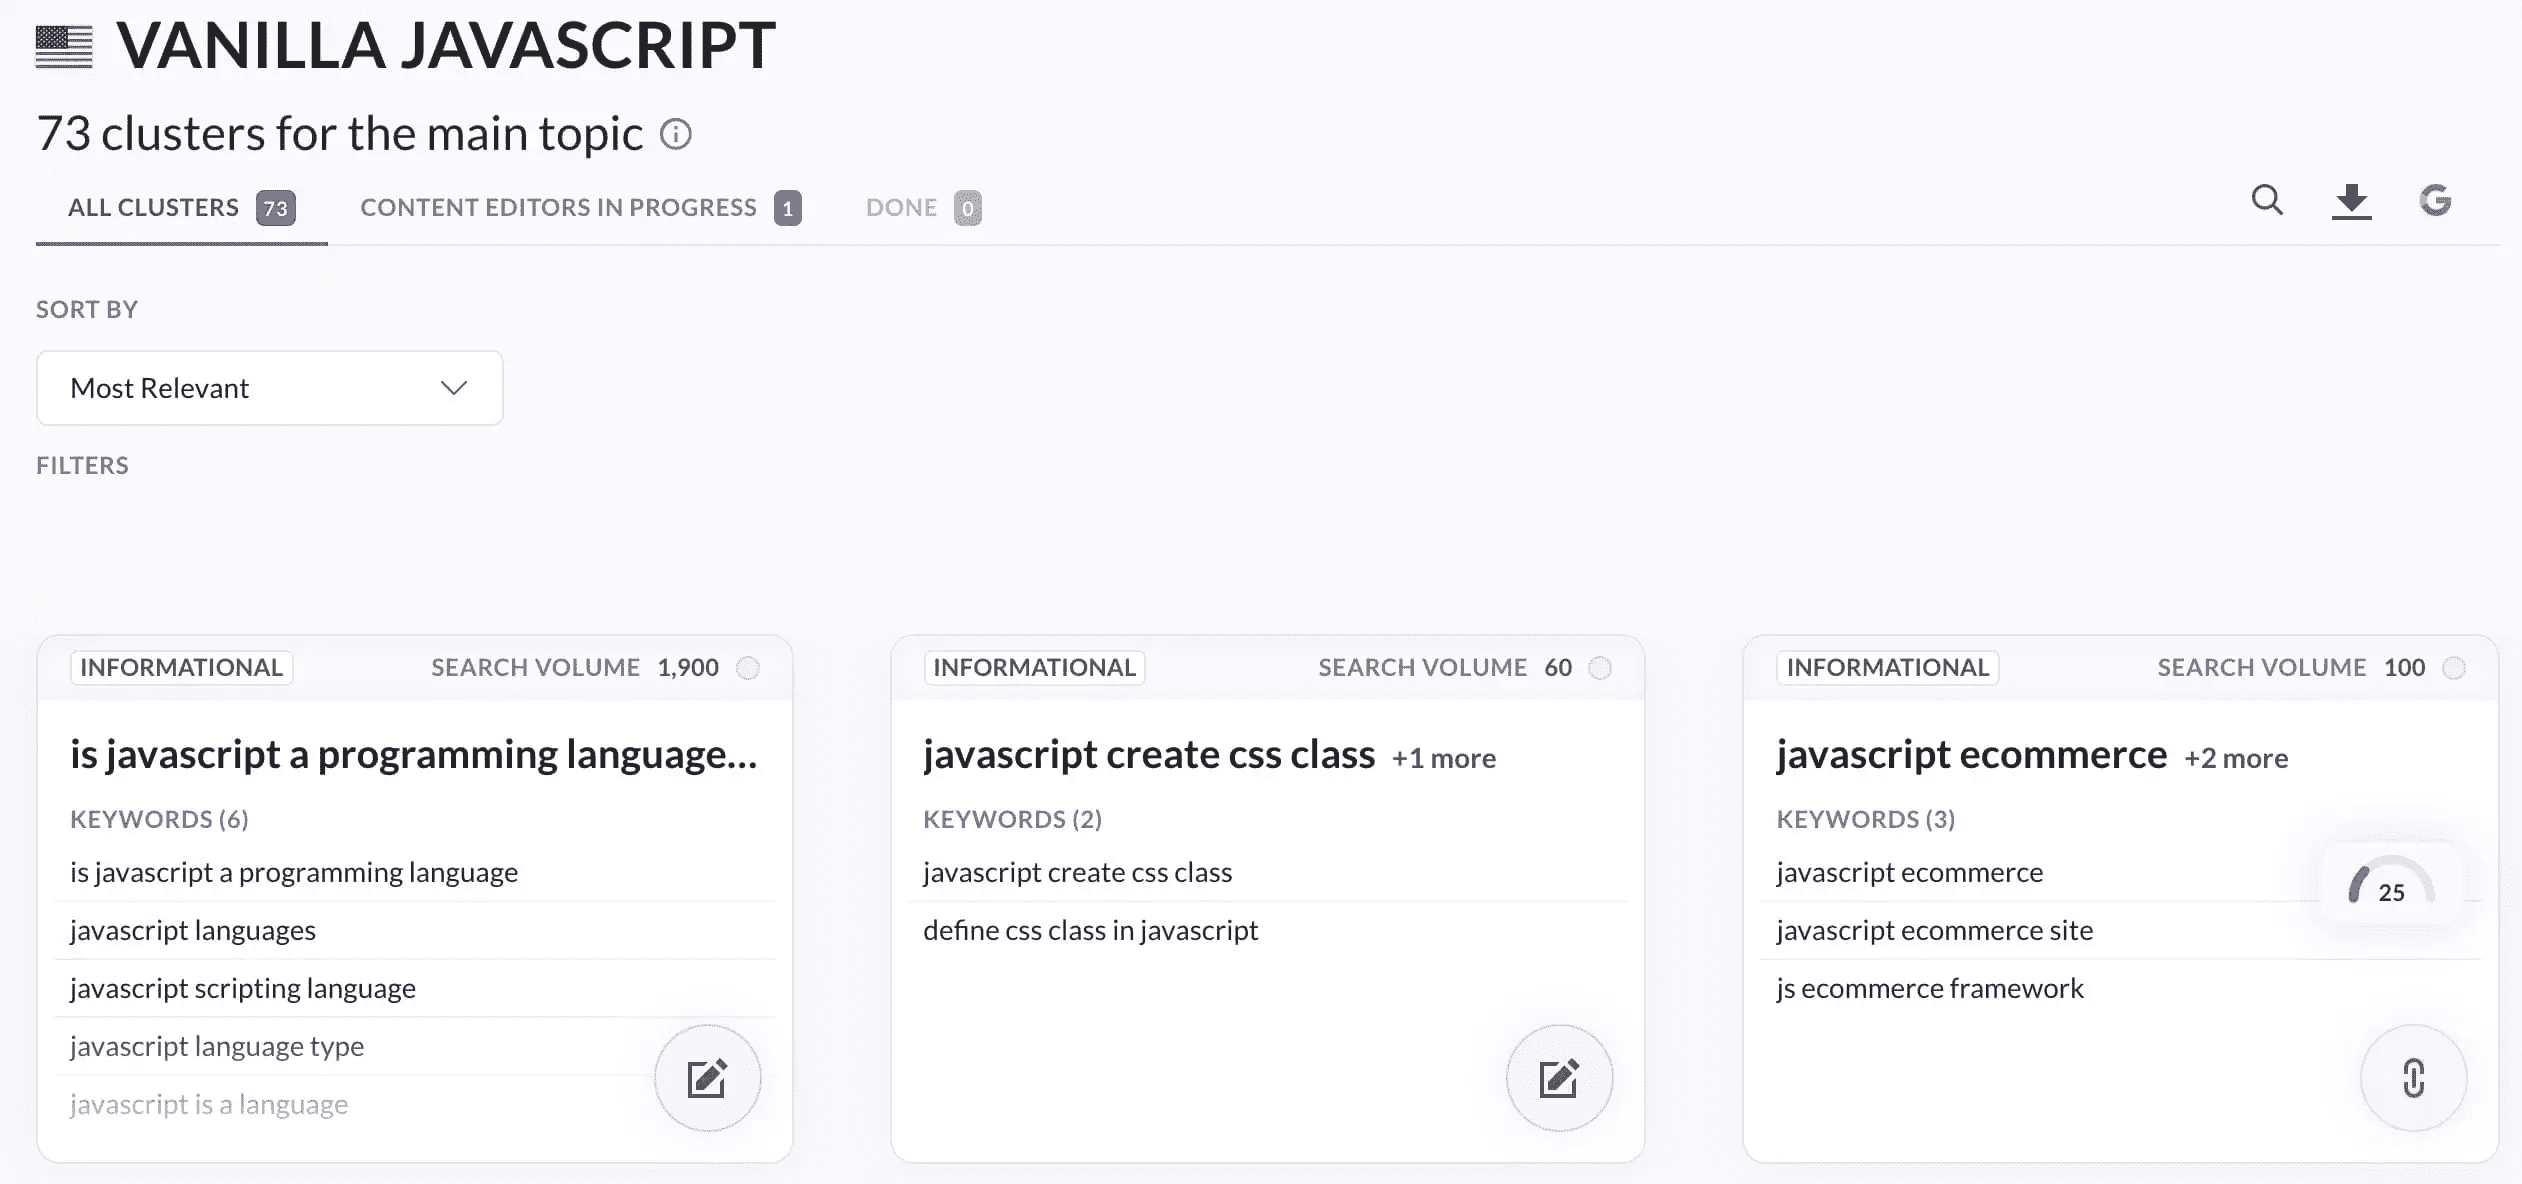 VANILLA JAVASCRIPT
73 clusters for the main topic
ALL CLUSTERS 73 CONTENT EDITORS IN PROGRESS 1 DONE 0
SORT BY
Most Relevant
FILTERS
INFORMATIONAL SEARCH VOLUME 1,900
is javascript a programming language...
KEYWORDS (6)
is javascript a programming language
javascript languages
javascript scripting language
javascript language type
javascript is a language
INFORMATIONAL SEARCH VOLUME 60
javascript create css class +1 more
KEYWORDS (2)
javascript create css class
define css class in javascript
INFORMATIONAL SEARCH VOLUME 100
javascript ecommerce +2 more
KEYWORDS (3)
javascript ecommerce
25
javascript ecommerce site
js ecommerce framework